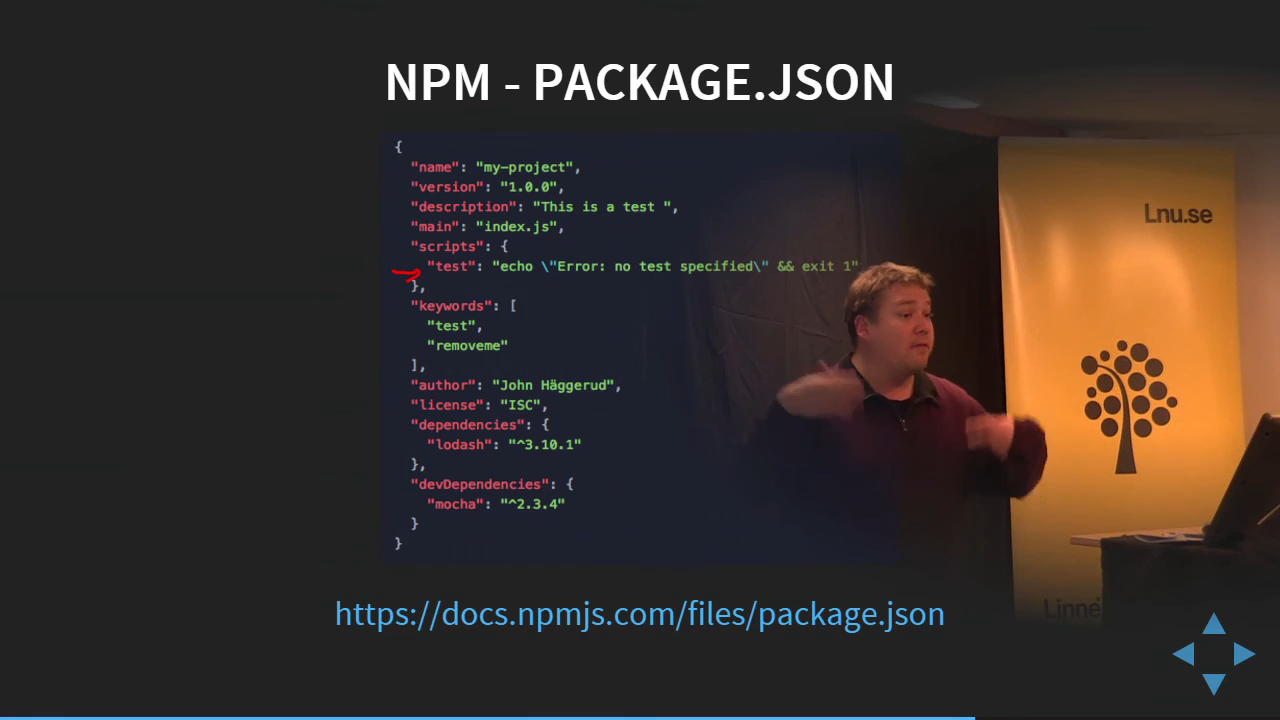 NPM - PACKAGE.JSON
{
"name": "my-project",
"version": "1.0.0",
"description": "This is a test ",
"main": "index.js",
"scripts": {
"test": "echo \"Error: no test specified\" && exit 1"
},
"keywords": [
"test",
"removeme"
],
"author": "John Häggerud",
"license": "ISC",
"dependencies": {
"lodash": "^3.10.1"
},
"devDependencies": {
"mocha": "^2.3.4"
}
}
Lnu.se
Linné
https://docs.npmjs.com/files/package.json